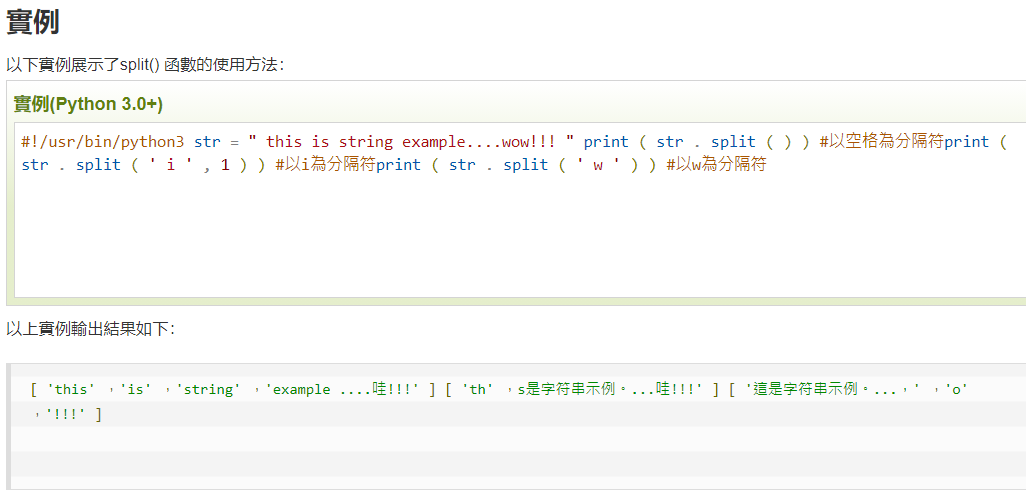 實例
以下實例展示了split() 函數的使用方法:
實例(Python 3.0+)
#!/usr/bin/python3 str = " this is string example....wow!!! " print ( str . split ( ) ) #以空格為分隔符print (
str . split ( ' i ' , 1 ) ) #以i為分隔符print ( str . split ( ' w ' ) ) #以w為分隔符
以上實例輸出結果如下:
[ 'this' ，'is' ，'string' ，'example ....哇!!!' ] [ 'th' ，s是字符串示例。...哇!!!' ] [ '這是字符串示例。...，' ，'o'
，'!!!' ]